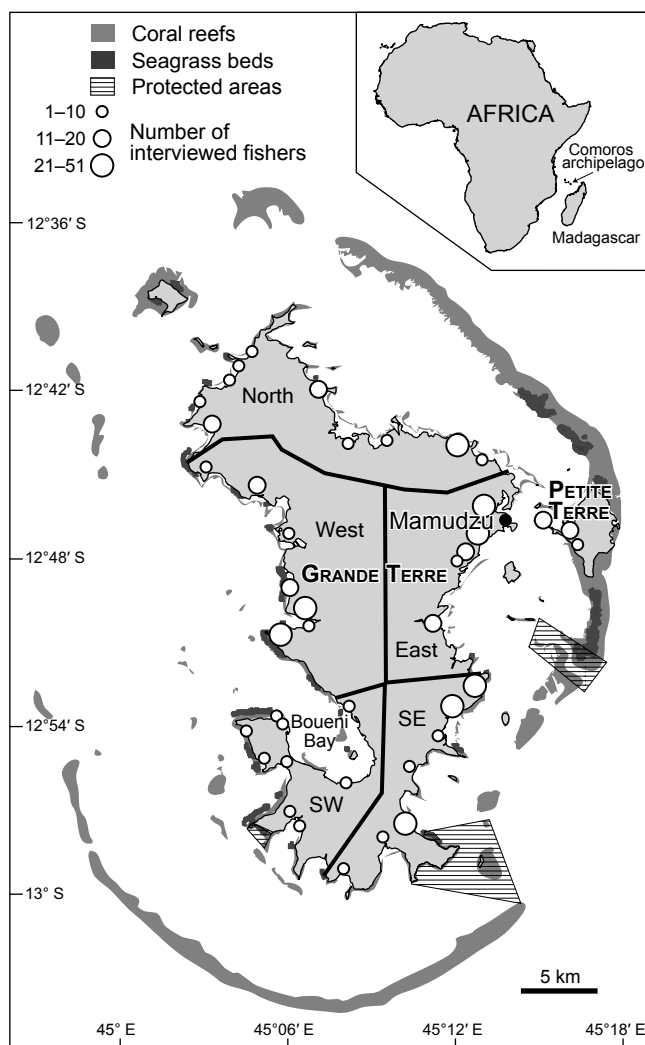 Coral reefs
Seagrass beds
Protected areas
1–10
11–20
21–51
Number of
interviewed fishers
AFRICA
Comoros
archipelago
Madagascar
12°36′ S
12°42′ S
12°48′ S
12°54′ S
13° S
North
West
Mamudzu
PETITE
TERRE
GRANDE TERRE
East
Boueni
Bay
SE
SW
5 km
45° E
45°06′ E
45°12′ E
45°18′ E